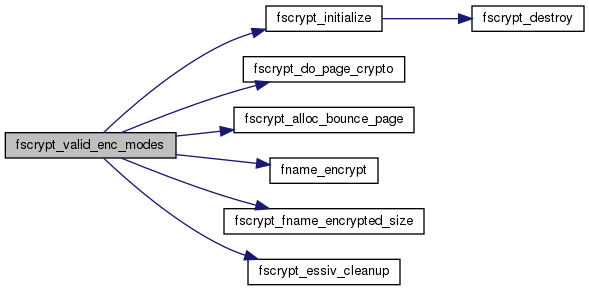 fscrypt_initialize
fscrypt_destroy
fscrypt_do_page_crypto
fscrypt_alloc_bounce_page
fscrypt_valid_enc_modes
fname_encrypt
fscrypt_fname_encrypted_size
fscrypt_essiv_cleanup